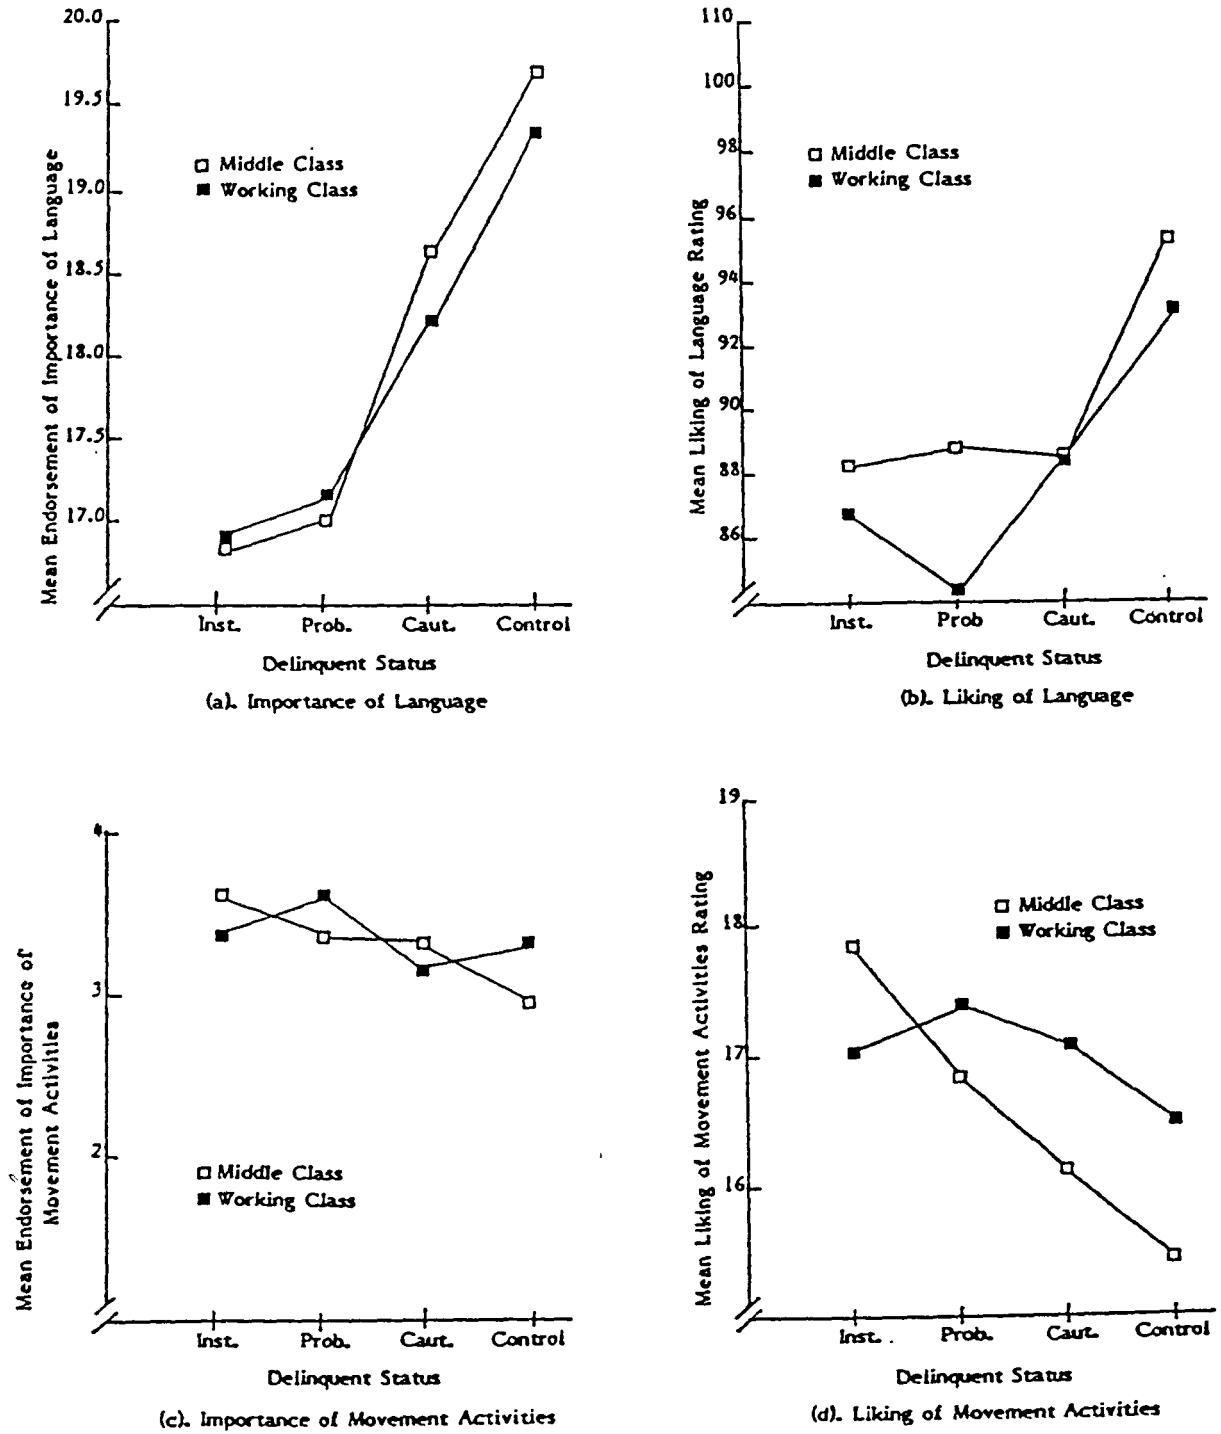 20.0
19.5
19.0
18.5
18.0
17.5
17.0
Mean Endorsement of Importance of Language
□ Middle Class
■ Working Class
Inst. Prob. Caut. Control
Delinquent Status
(a). Importance of Language
110
100
98
96
94
92
90
88
86
Mean Liking of Language Rating
□ Middle Class
■ Working Class
Inst. Prob Caut. Control
Delinquent Status
(b). Liking of Language
4
3
2
Mean Endorsement of Importance of
Movement Activities
□ Middle Class
■ Working Class
Inst. Prob. Caut. Control
Delinquent Status
(c). Importance of Movement Activities
19
18
17
16
Mean Liking of Movement Activities Rating
□ Middle Class
■ Working Class
Inst. Prob. Caut. Control
Delinquent Status
(d). Liking of Movement Activities